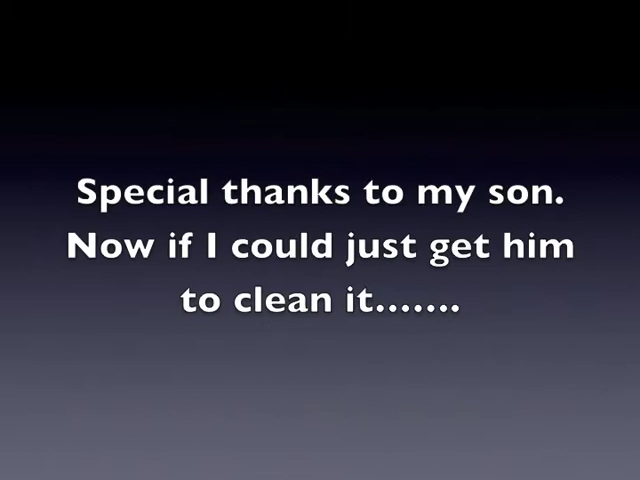 Special thanks to my son.
Now if I could just get him
to clean it.......